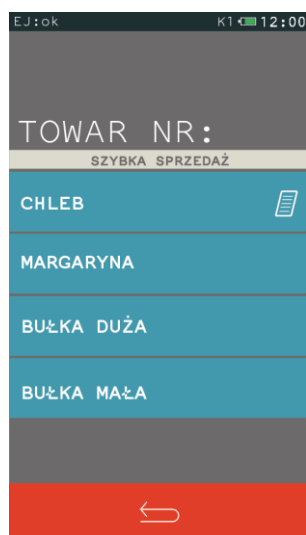 EJ:ok K1 12:00
TOWAR NR:
SZYBKA SPRZEDAŻ
CHLEB
MARGARYNA
BUŁKA DUŻA
BUŁKA MAŁA